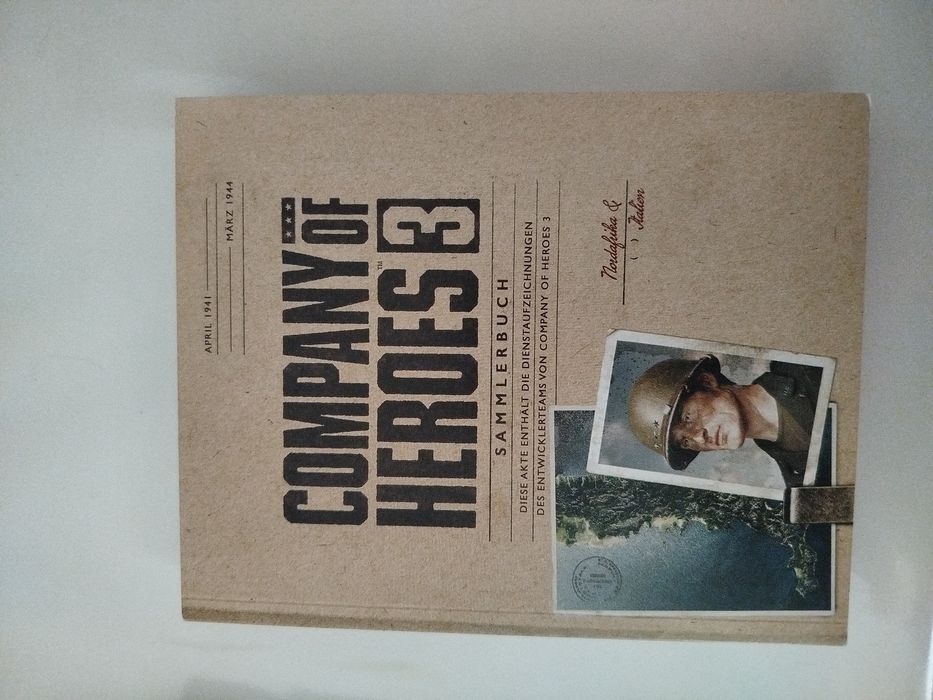 APRIL 1941
MÄRZ 1944
COMPANY OF
HEROES™ 3
SAMMLERBUCH
DIESE AKTE ENTHÄLT DIE DIENSTAUFZEICHNUNGEN
DES ENTWICKLERTEAMS VON COMPANY OF HEROES 3
Nordafrika &
Italien